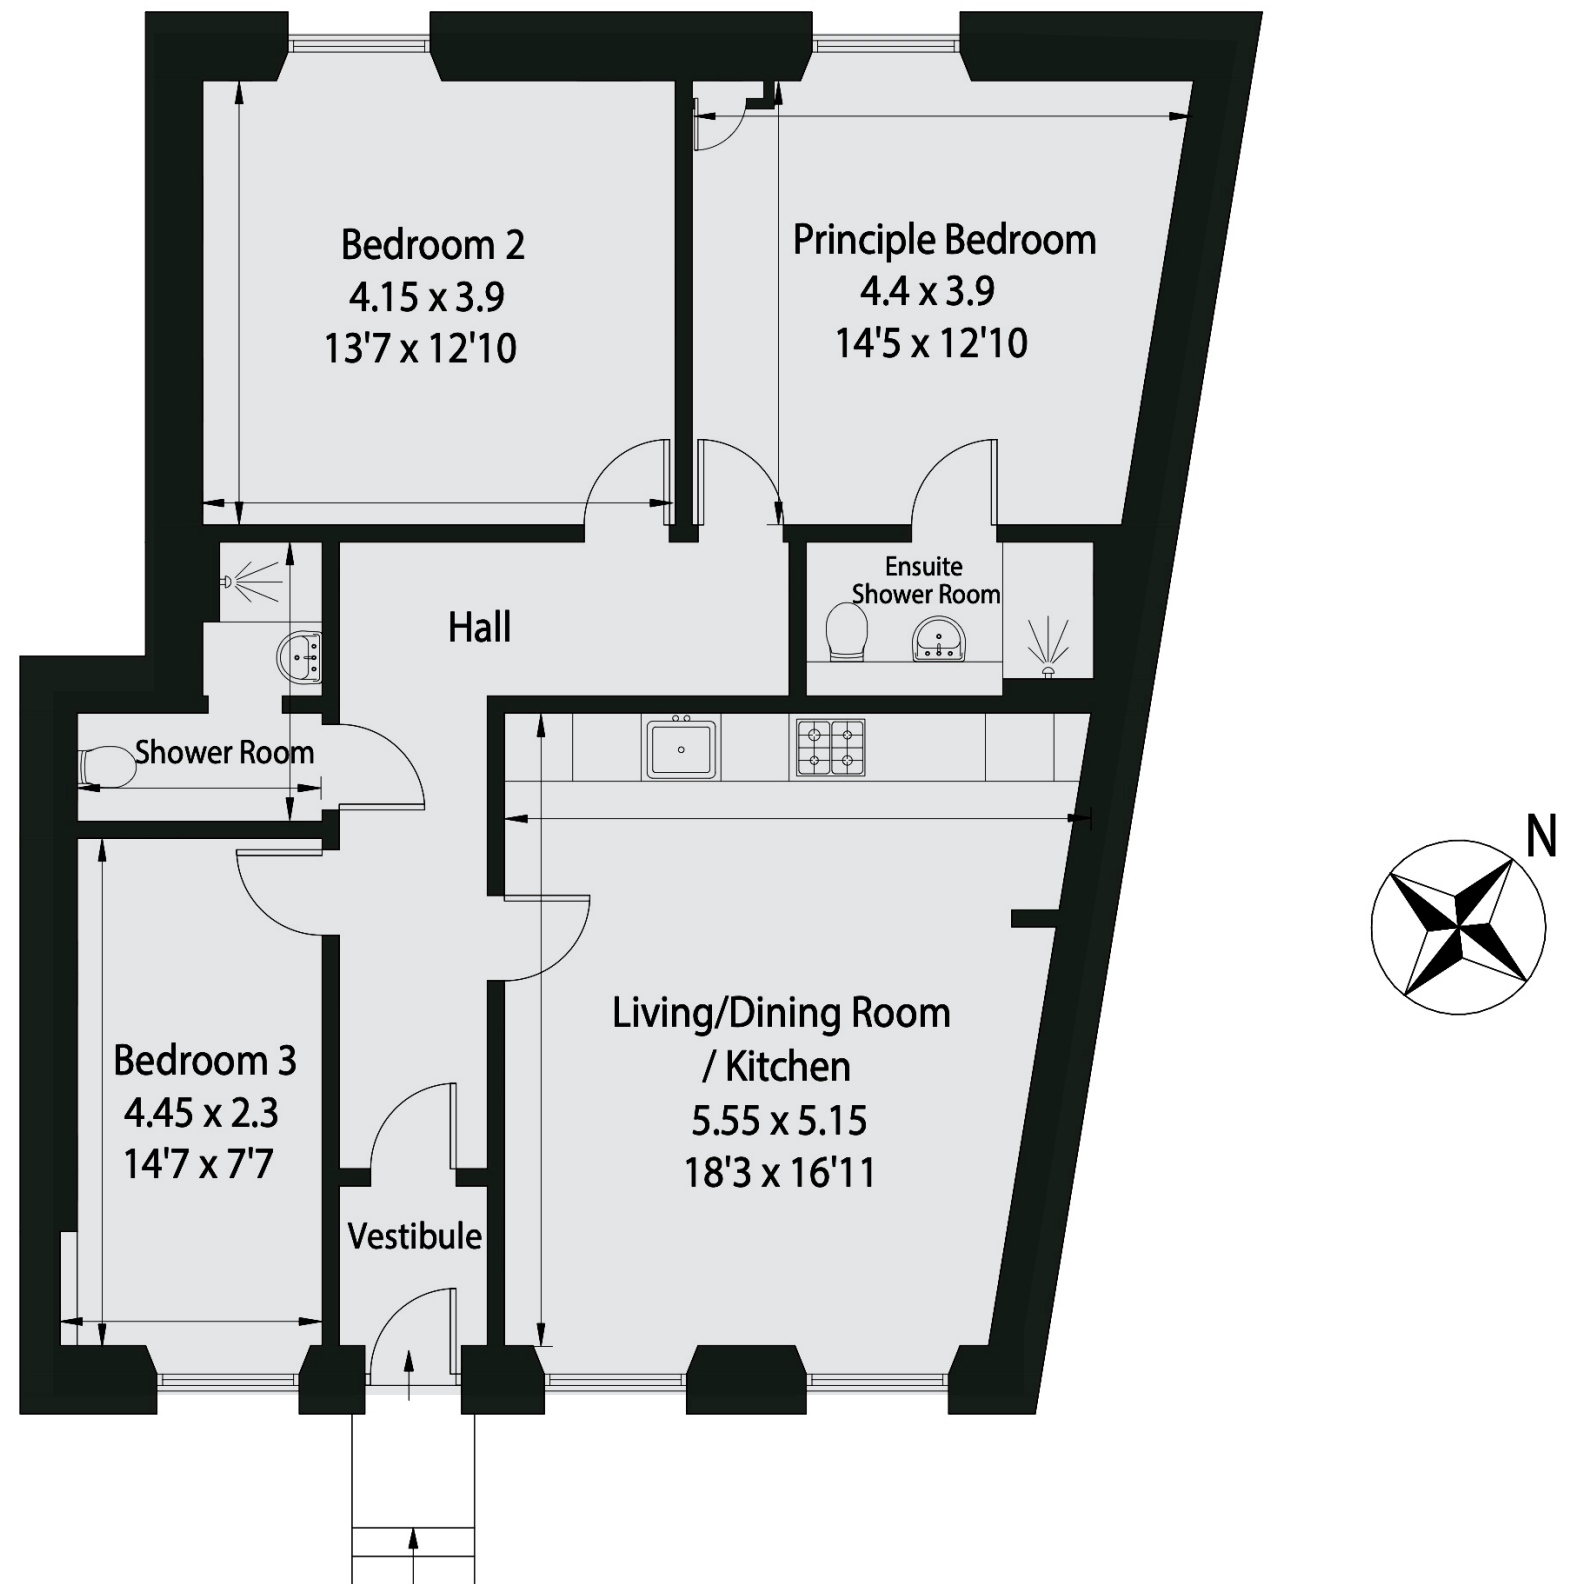 Bedroom 2
4.15 x 3.9
13'7 x 12'10
Principle Bedroom
4.4 x 3.9
14'5 x 12'10
Ensuite
Shower Room
Hall
Shower Room
N
Living/Dining Room
/ Kitchen
5.55 x 5.15
18'3 x 16'11
Bedroom 3
4.45 x 2.3
14'7 x 7'7
Vestibule